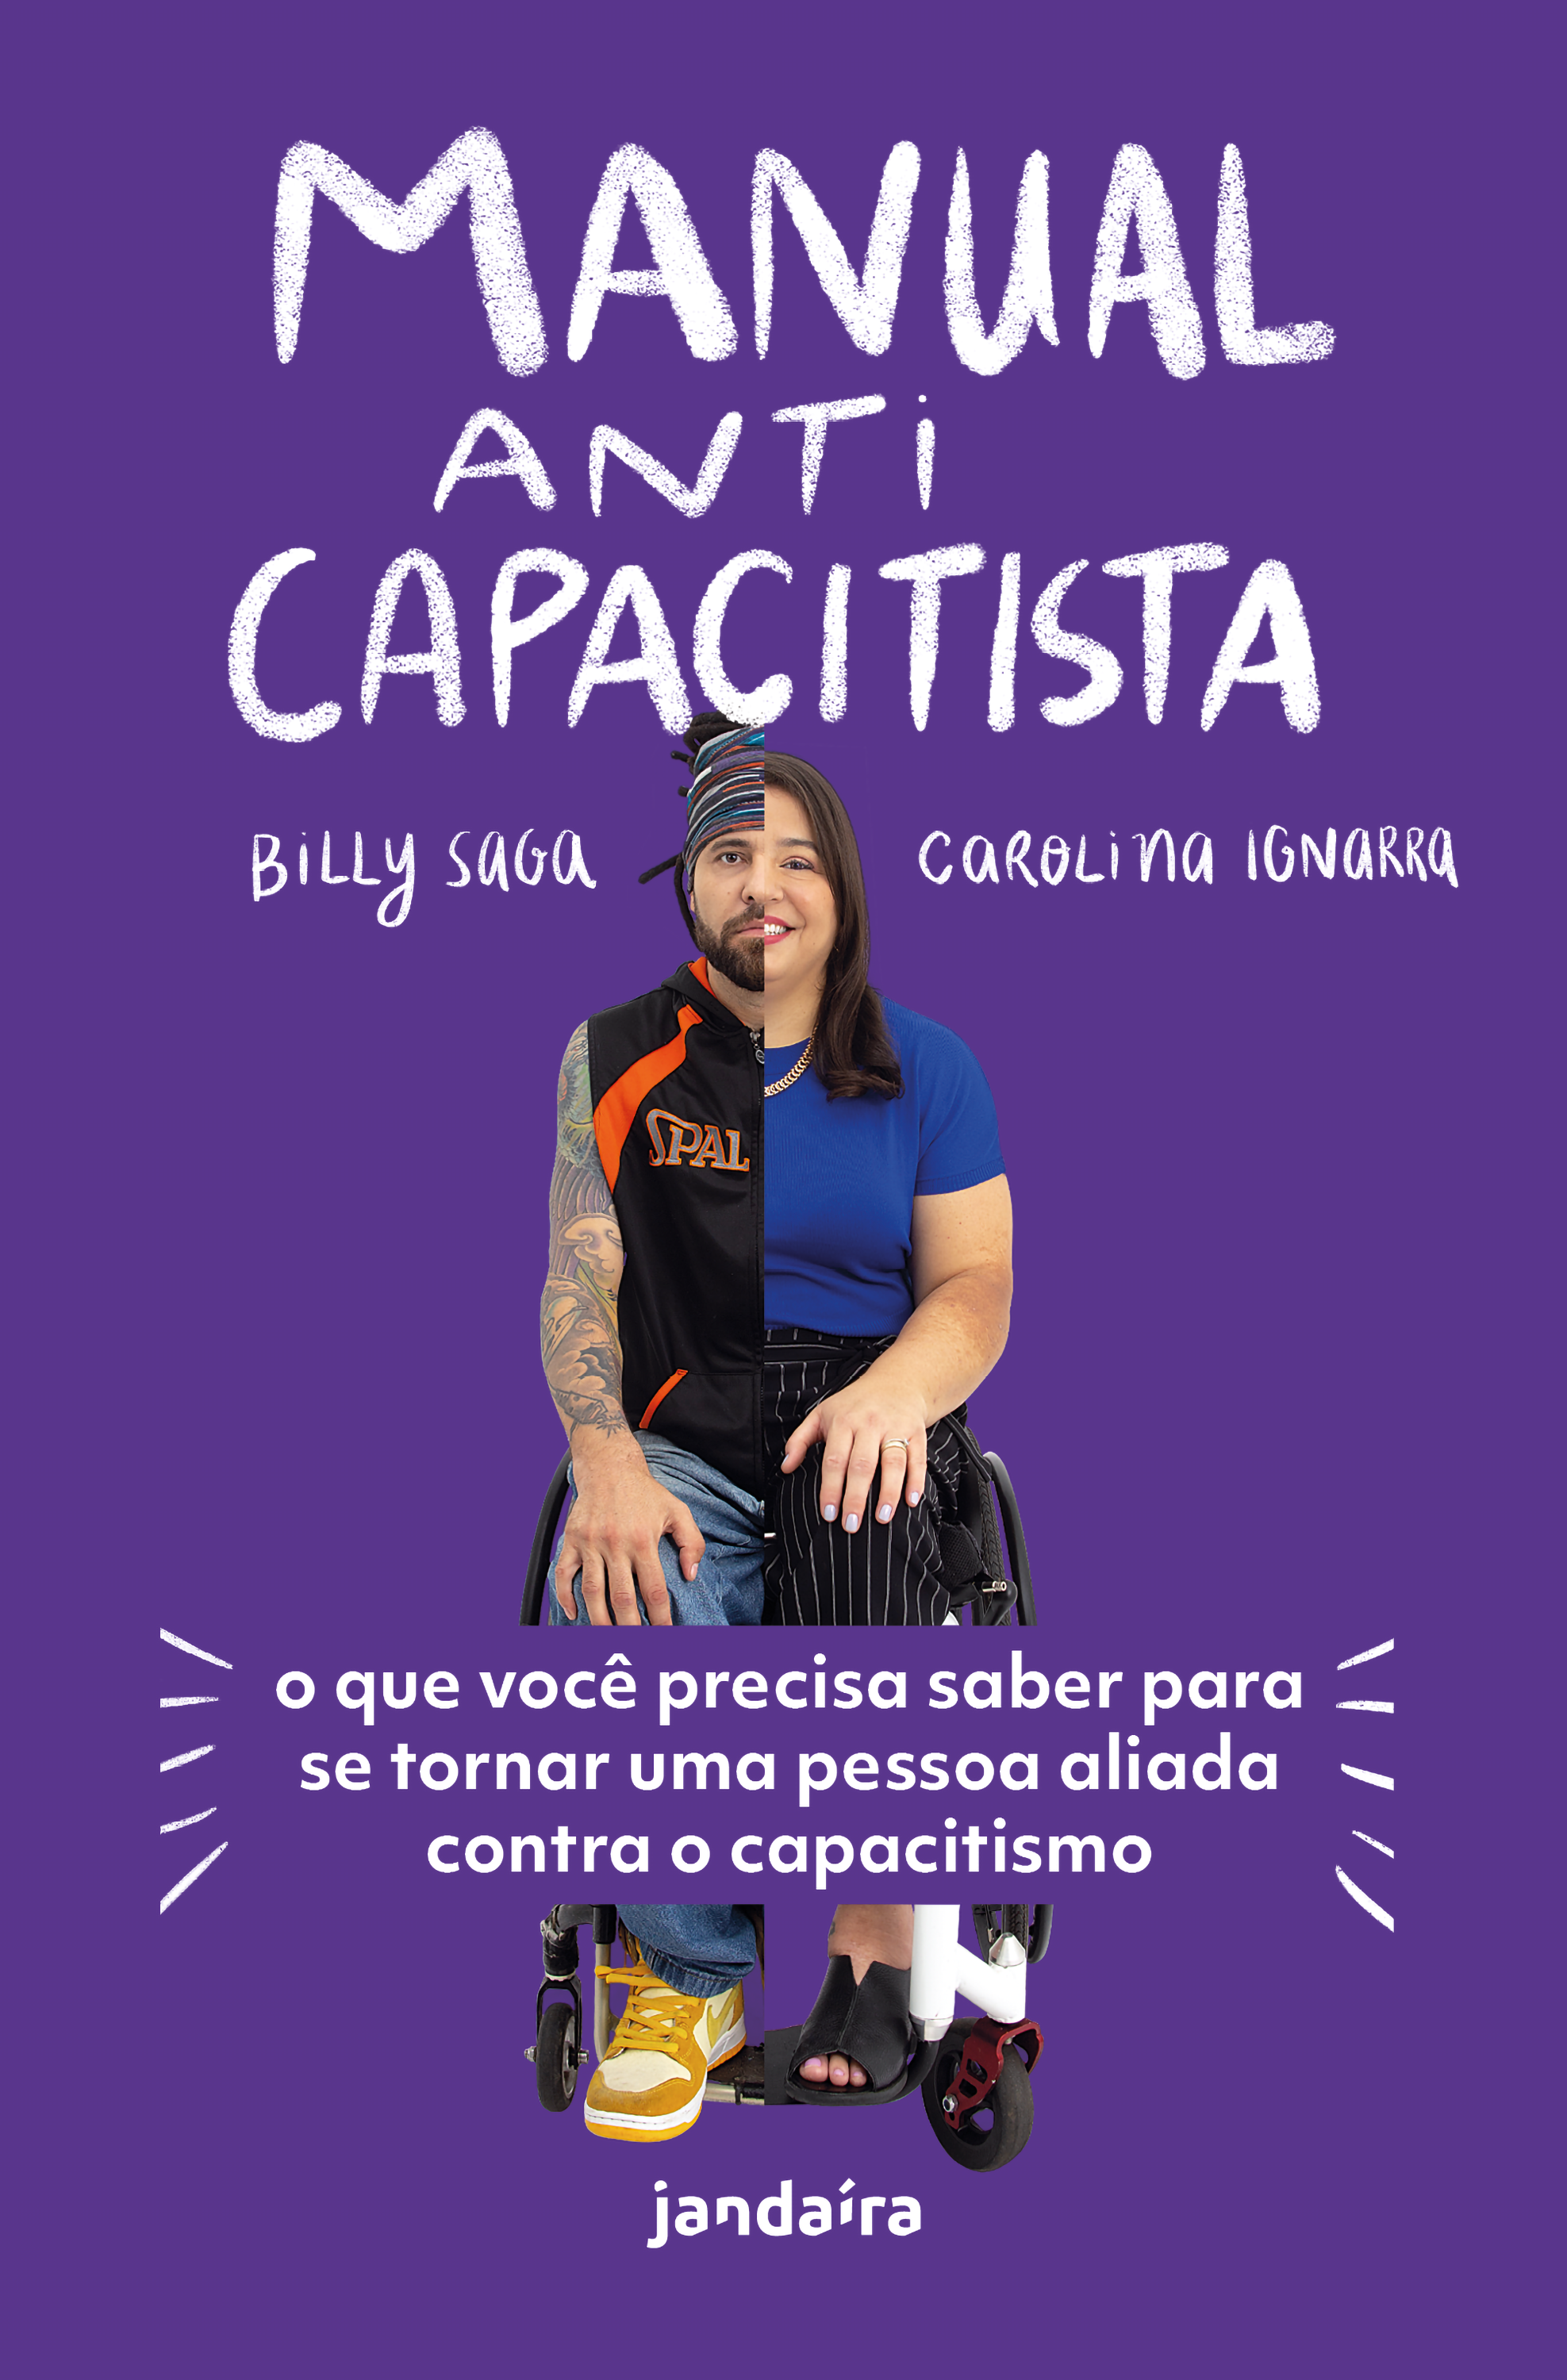 MANUAL
ANTi
CAPACITISTA
BiLLy SAGA
CAROLiNA IGNARRA
SPAL
o que você precisa saber para
se tornar uma pessoa aliada
contra o capacitismo
jandaíra